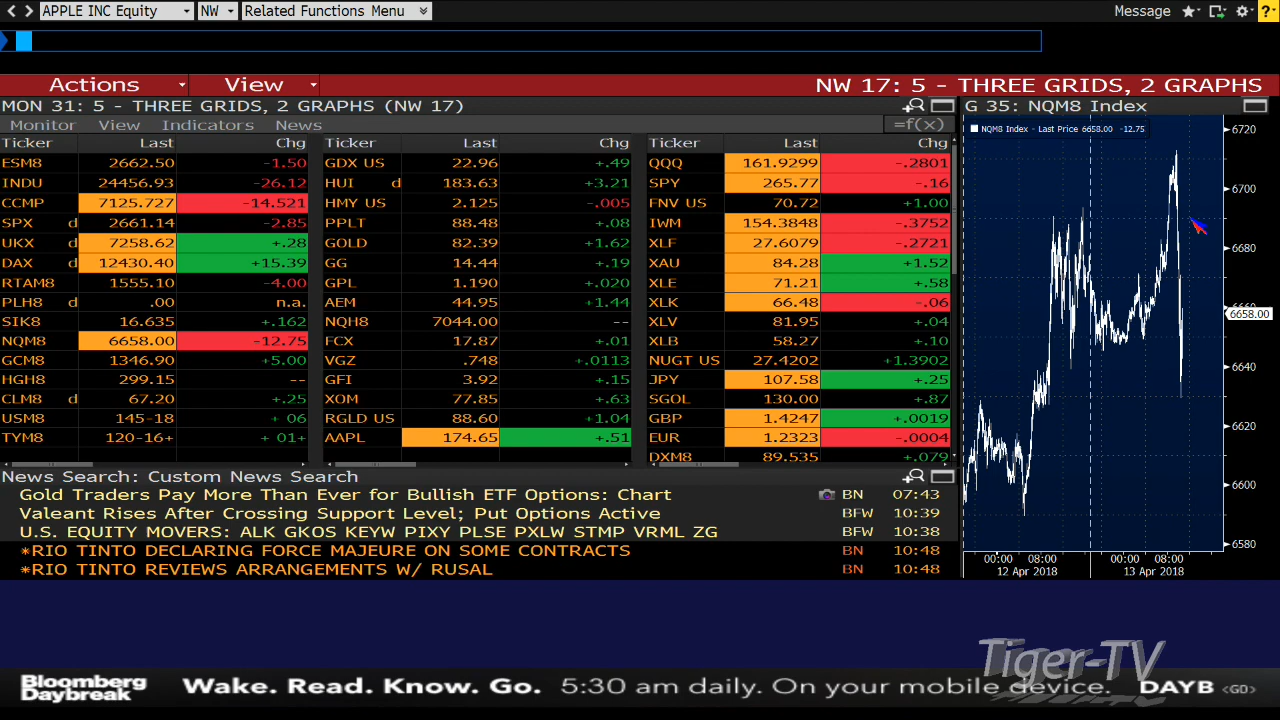 APPLE INC Equity NW Related Functions Menu Message ?
Actions View NW 17: 5 - THREE GRIDS, 2 GRAPHS
MON 31: 5 - THREE GRIDS, 2 GRAPHS (NW 17) G 35: NQM8 Index
Monitor View Indicators News =f(x)
Ticker Last Chg Ticker Last Chg Ticker Last Chg
ESM8 2662.50 -1.50 GDX US 22.96 +.49 QQQ 161.9299 -.2801
INDU 24456.93 -26.12 HUI d 183.63 +3.21 SPY 265.77 -.16
CCMP 7125.727 -14.521 HMY US 2.125 -.005 FNV US 70.72 +1.00
SPX d 2661.14 -2.85 PPLT 88.48 +.08 IWM 154.3848 -.3752
UKX d 7258.62 +.28 GOLD 82.39 +1.62 XLF 27.6079 -.2721
DAX d 12430.40 +15.39 GG 14.44 +.19 XAU 84.28 +1.52
RTAM8 1555.10 -4.00 GPL 1.190 +.020 XLE 71.21 +.58
PLH8 d .00 n.a. AEM 44.95 +1.44 XLK 66.48 -.06
SIK8 16.635 +.162 NQH8 7044.00 -- XLV 81.95 +.04
NQM8 6658.00 -12.75 FCX 17.87 +.01 XLB 58.27 +.10
GCM8 1346.90 +5.00 VGZ .748 +.0113 NUGT US 27.4202 +1.3902
HGH8 299.15 -- GFI 3.92 +.15 JPY 107.58 +.25
CLM8 d 67.20 +.25 XOM 77.85 +.63 SGOL 130.00 +.87
USM8 145-18 + 06 RGLD US 88.60 +1.04 GBP 1.4247 +.0019
TYM8 120-16+ + 01+ AAPL 174.65 +.51 EUR 1.2323 -.0004
DXM8 89.535 +.079
NQM8 Index - Last Price 6658.00 -12.75
6720
6700
6680
6660
6658.00
6640
6620
6600
6580
00:00 08:00 00:00 08:00
12 Apr 2018 13 Apr 2018
News Search: Custom News Search
Gold Traders Pay More Than Ever for Bullish ETF Options: Chart BN 07:43
Valeant Rises After Crossing Support Level; Put Options Active BFW 10:39
U.S. EQUITY MOVERS: ALK GKOS KEYW PIXY PLSE PXLW STMP VRML ZG BFW 10:38
*RIO TINTO DECLARING FORCE MAJEURE ON SOME CONTRACTS BN 10:48
*RIO TINTO REVIEWS ARRANGEMENTS W/ RUSAL BN 10:48
Tiger-TV
Bloomberg
Daybreak
Wake. Read. Know. Go. 5:30 am daily. On your mobile device. DAYB <GO>